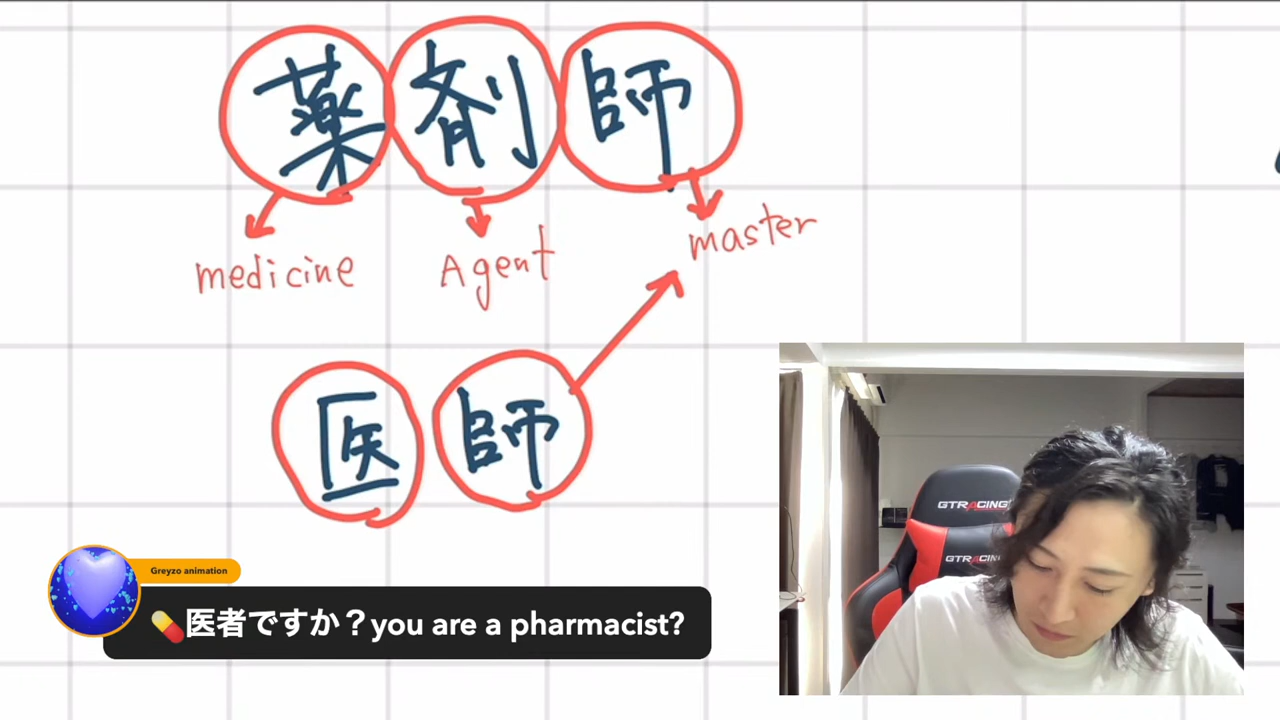 薬剤師
medicine Agent master
医師
GTRACING
GTRACING
Greyzo animation
💊医者ですか？you are a pharmacist?